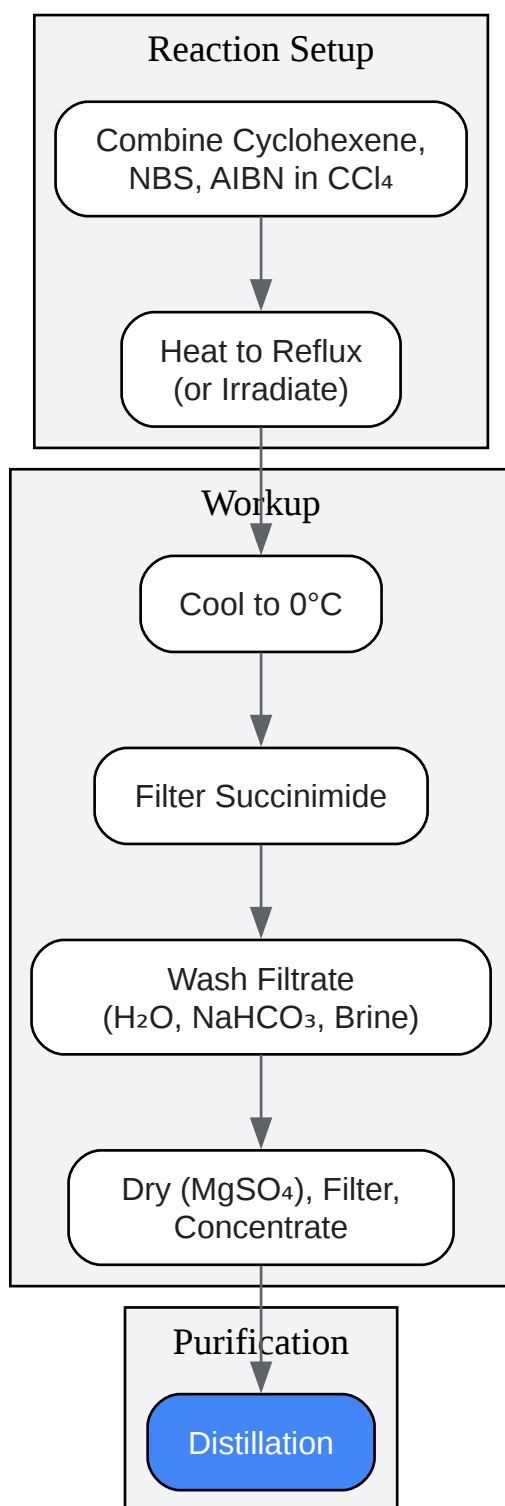 Reaction Setup
Combine Cyclohexene,
NBS, AIBN in CCl₄
Heat to Reflux
(or Irradiate)
Workup
Cool to 0°C
Filter Succinimide
Wash Filtrate
(H₂O, NaHCO₃, Brine)
Dry (MgSO₄), Filter,
Concentrate
Purification
Distillation